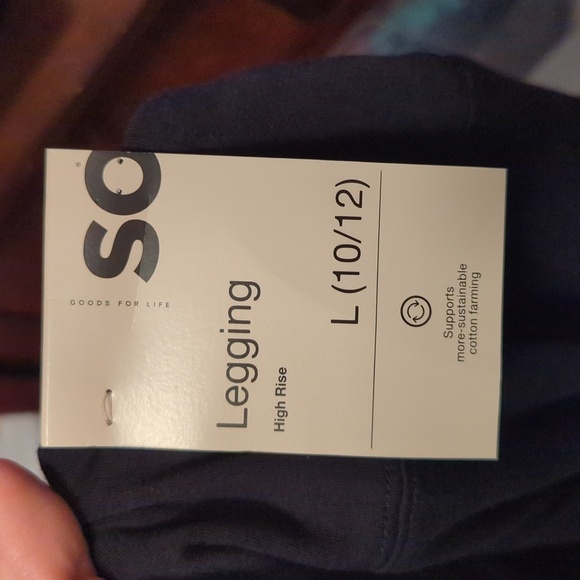 SO®
GOODS FOR LIFE
Legging
High Rise
L (10/12)
Supports
more-sustainable
cotton farming